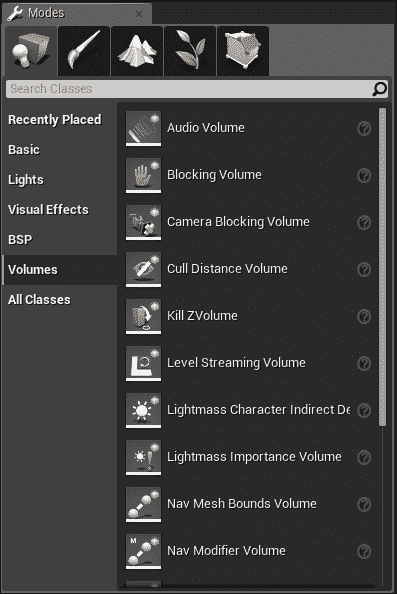 Modes
Search Classes
Recently Placed
Basic
Lights
Visual Effects
BSP
Volumes
All Classes
Audio Volume
Blocking Volume
Camera Blocking Volume
Cull Distance Volume
Kill ZVolume
Level Streaming Volume
Lightmass Character Indirect De
Lightmass Importance Volume
Nav Mesh Bounds Volume
M
Nav Modifier Volume